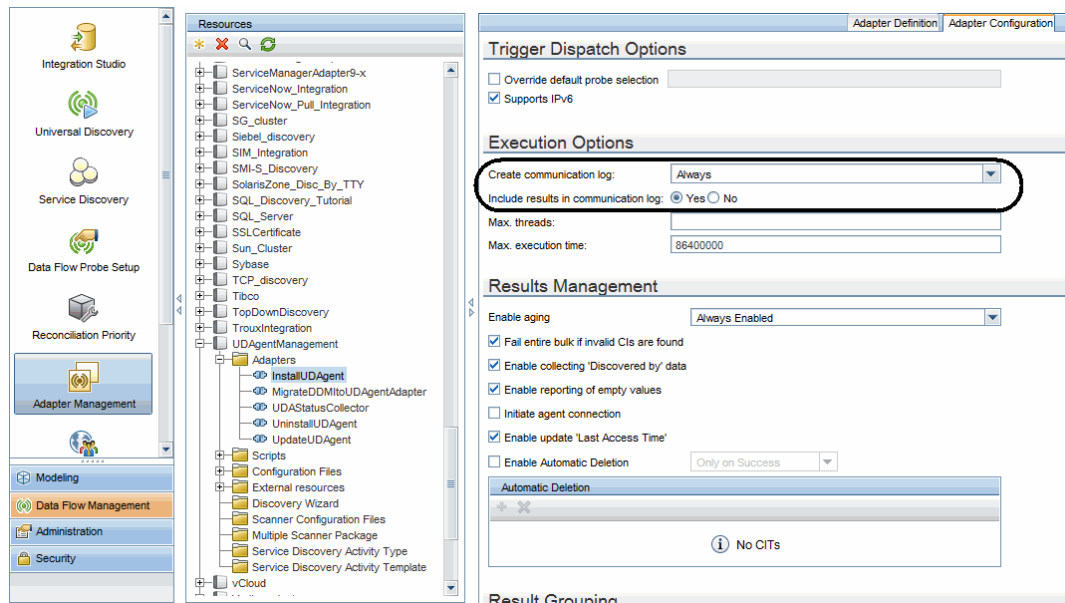 Integration Studio
Universal Discovery
Service Discovery
Data Flow Probe Setup
Reconciliation Priority
Adapter Management
Modeling
Data Flow Management
Administration
Security
Resources
ServiceManagerAdapter9-x
ServiceNow_Integration
ServiceNow_Pull_Integration
SG_cluster
Siebel_discovery
SIM_Integration
SMI-S_Discovery
SolarisZone_Disc_By_TTY
SQL_Discovery_Tutorial
SQL_Server
SSLCertificate
Sun_Cluster
Sybase
TCP_discovery
Tibco
TopDownDiscovery
TrouxIntegration
UDAgentManagement
Adapters
InstallUDAgent
MigrateDDMItoUDAgentAdapter
UDAStatusCollector
UninstallUDAgent
UpdateUDAgent
Scripts
Configuration Files
External resources
Discovery Wizard
Scanner Configuration Files
Multiple Scanner Package
Service Discovery Activity Type
Service Discovery Activity Template
vCloud
Adapter Definition Adapter Configuration
Trigger Dispatch Options
Override default probe selection
Supports IPv6
Execution Options
Create communication log: Always
Include results in communication log: Yes No
Max. threads:
Max. execution time: 86400000
Results Management
Enable aging Always Enabled
Fail entire bulk if invalid CIs are found
Enable collecting 'Discovered by' data
Enable reporting of empty values
Initiate agent connection
Enable update 'Last Access Time'
Enable Automatic Deletion Only on Success
Automatic Deletion
No CITs
Result Grouping